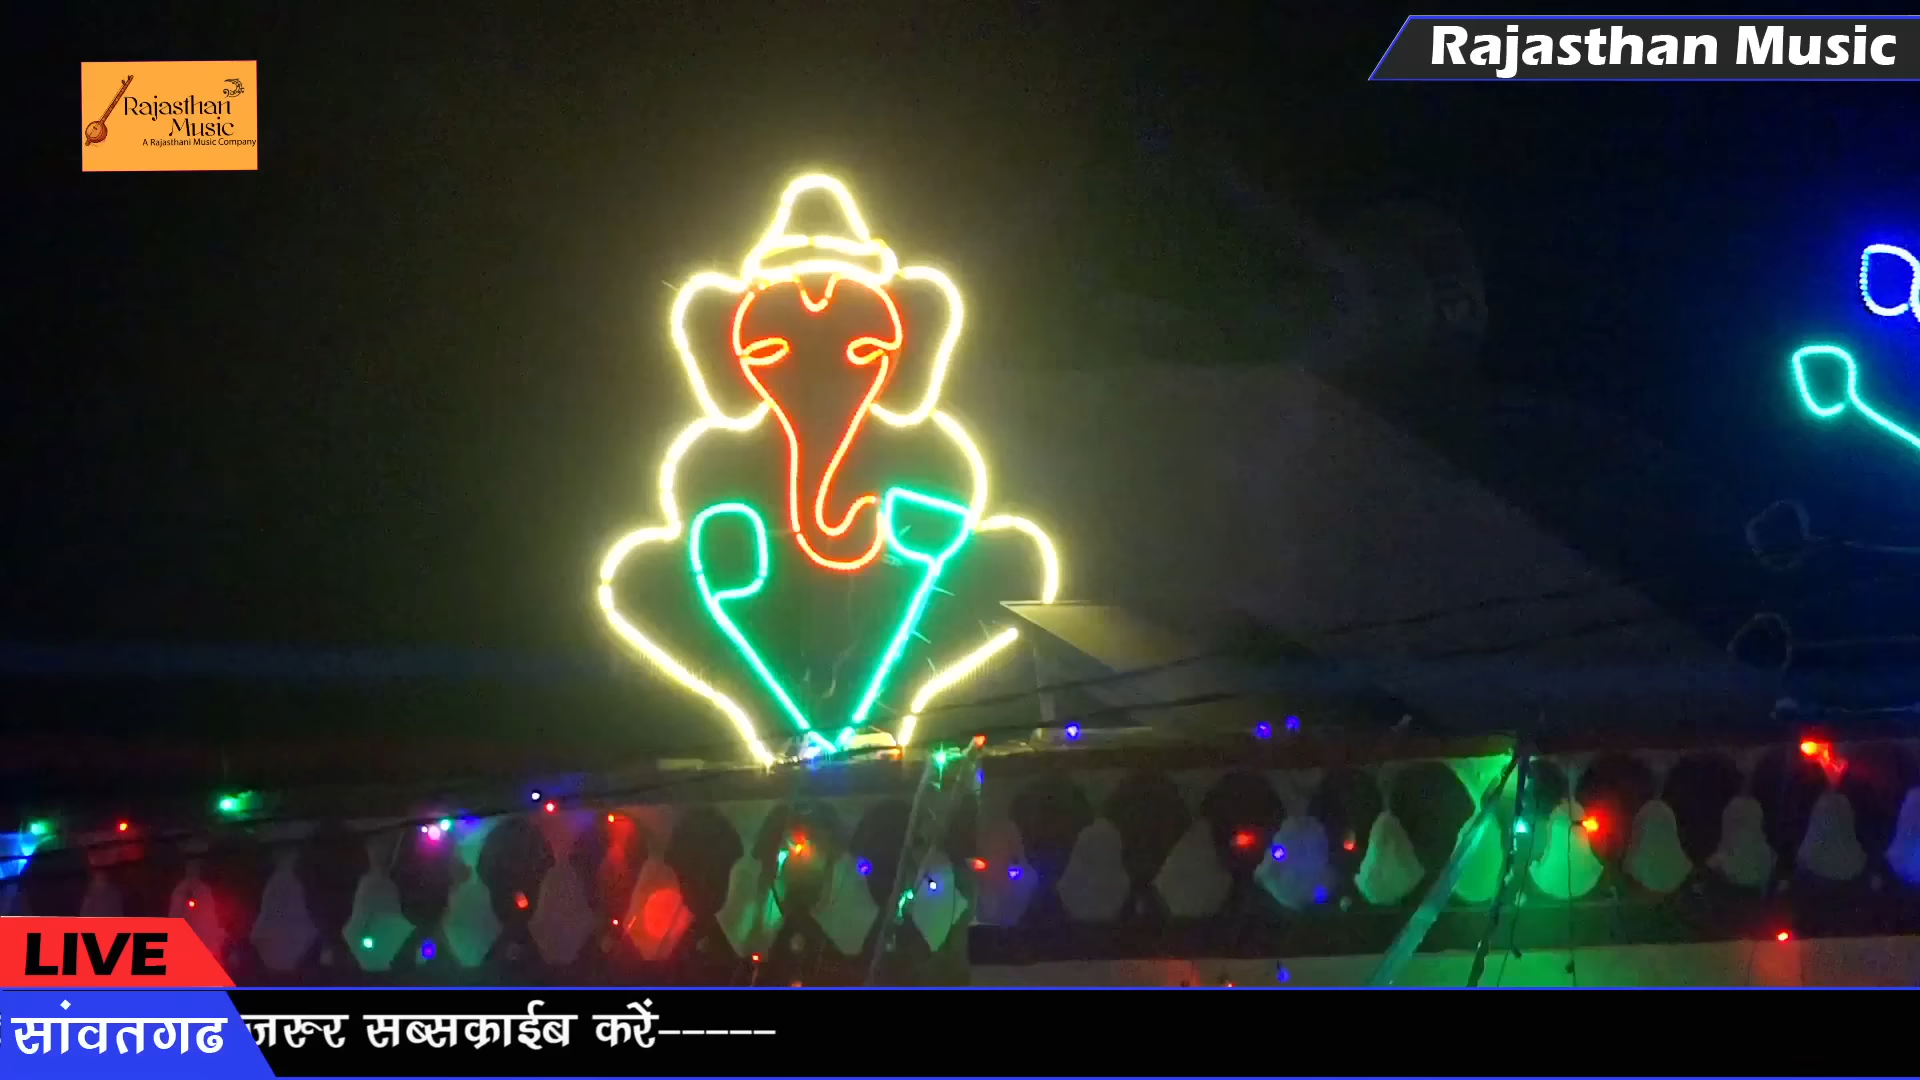 Rajasthan Music
Rajasthan
Music
A Rajasthani Music Company
LIVE
सांवतगढ
जरूर सब्सक्राईब करें-----